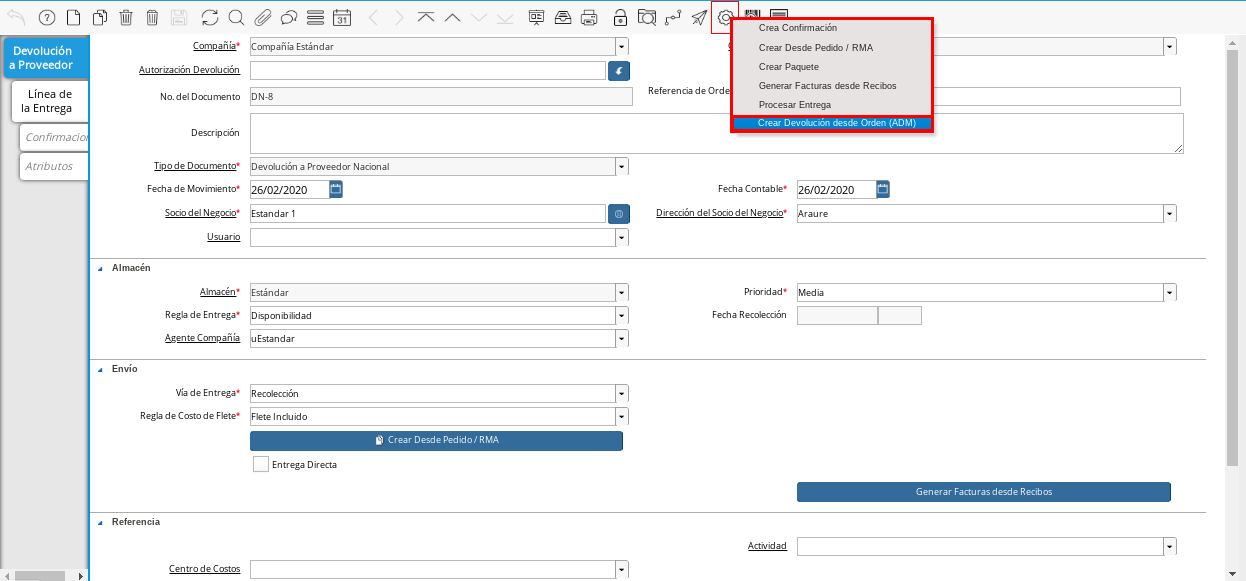 31
Crea Confirmación
Crear Desde Pedido / RMA
Crear Paquete
Generar Facturas desde Recibos
Procesar Entrega
Crear Devolución desde Orden (ADM)
Devolución
a Proveedor
Línea de
la Entrega
Confirmacion
Atributos
Compañía* Compañía Estándar
Autorización Devolución
No. del Documento DN-8
Referencia de Orde
Descripción
Tipo de Documento* Devolución a Proveedor Nacional
Fecha de Movimiento* 26/02/2020 Fecha Contable* 26/02/2020
Socio del Negocio* Estandar 1 Dirección del Socio del Negocio* Araure
Usuario
Almacén
Almacén* Estándar Prioridad* Media
Regla de Entrega* Disponibilidad Fecha Recolección
Agente Compañía uEstandar
Envío
Vía de Entrega* Recolección
Regla de Costo de Flete* Flete Incluido
Crear Desde Pedido / RMA
Entrega Directa
Generar Facturas desde Recibos
Referencia
Actividad
Centro de Costos